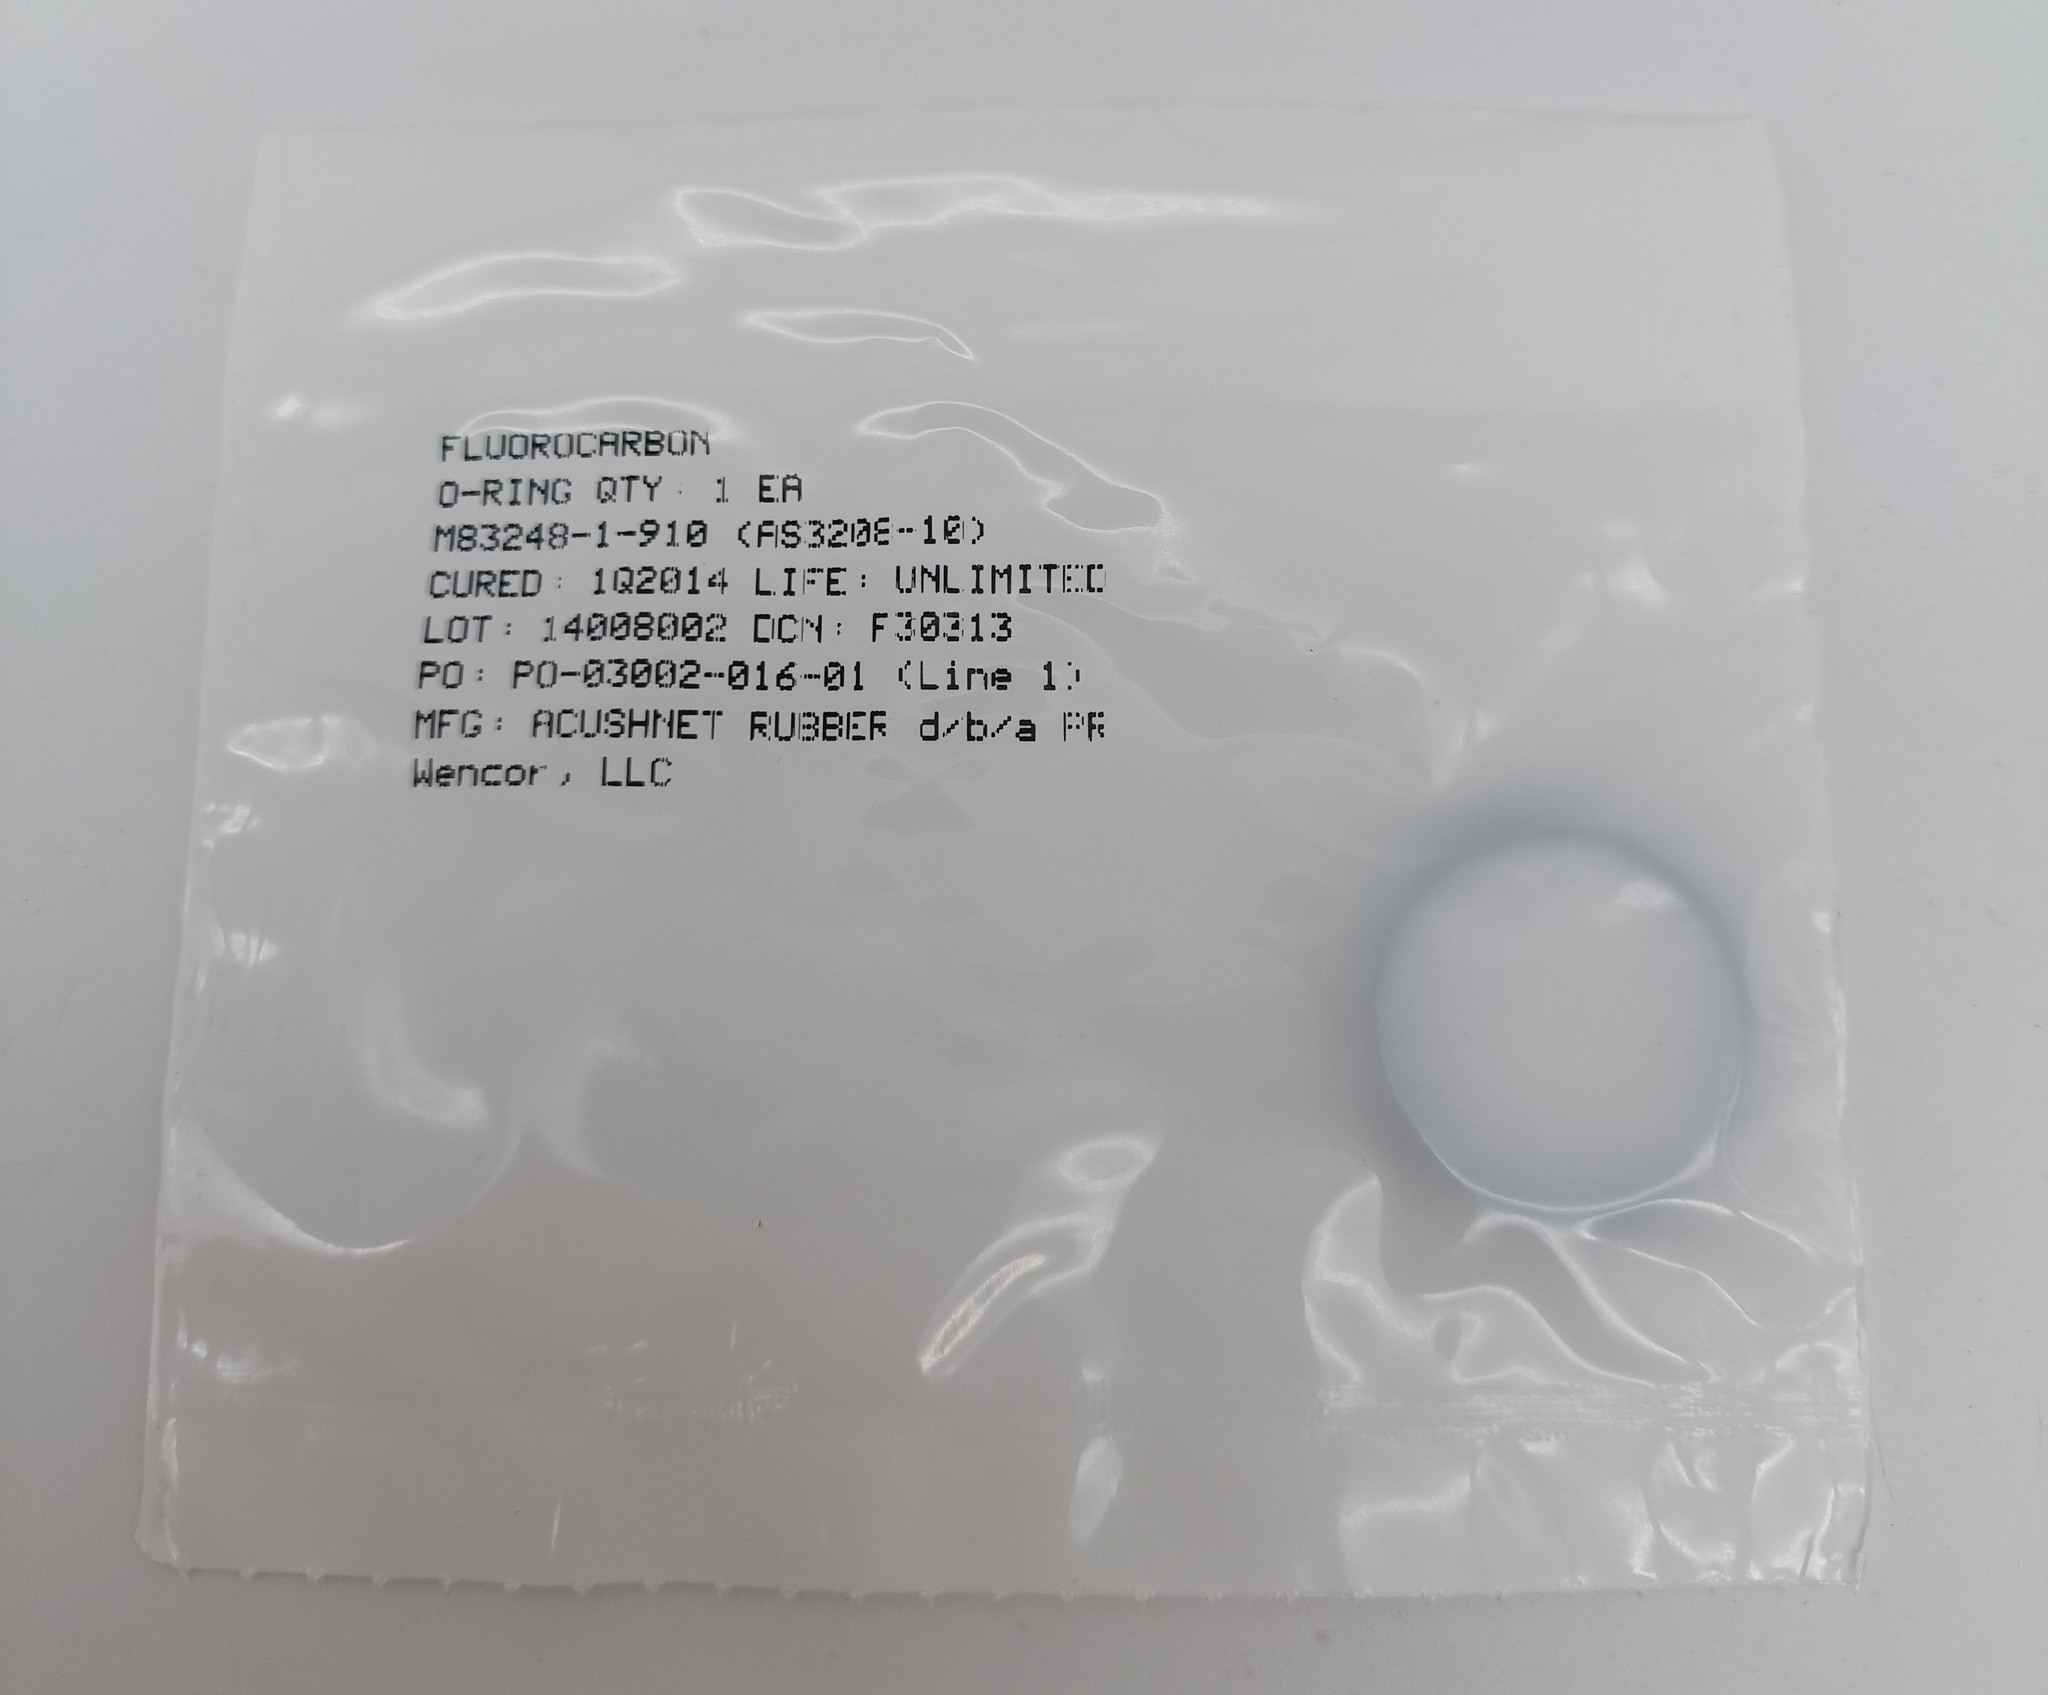 FLUOROCARBON
O-RING QTY: 1 EA
M83248-1-910 (AS3208-10)
CURED: 1Q2014 LIFE: UNLIMITED
LOT: 14008002 DCN: F30313
PO: PO-03002-016-01 (Line 1)
MFG: ACUSHNET RUBBER d/b/a PR
Wencor, LLC